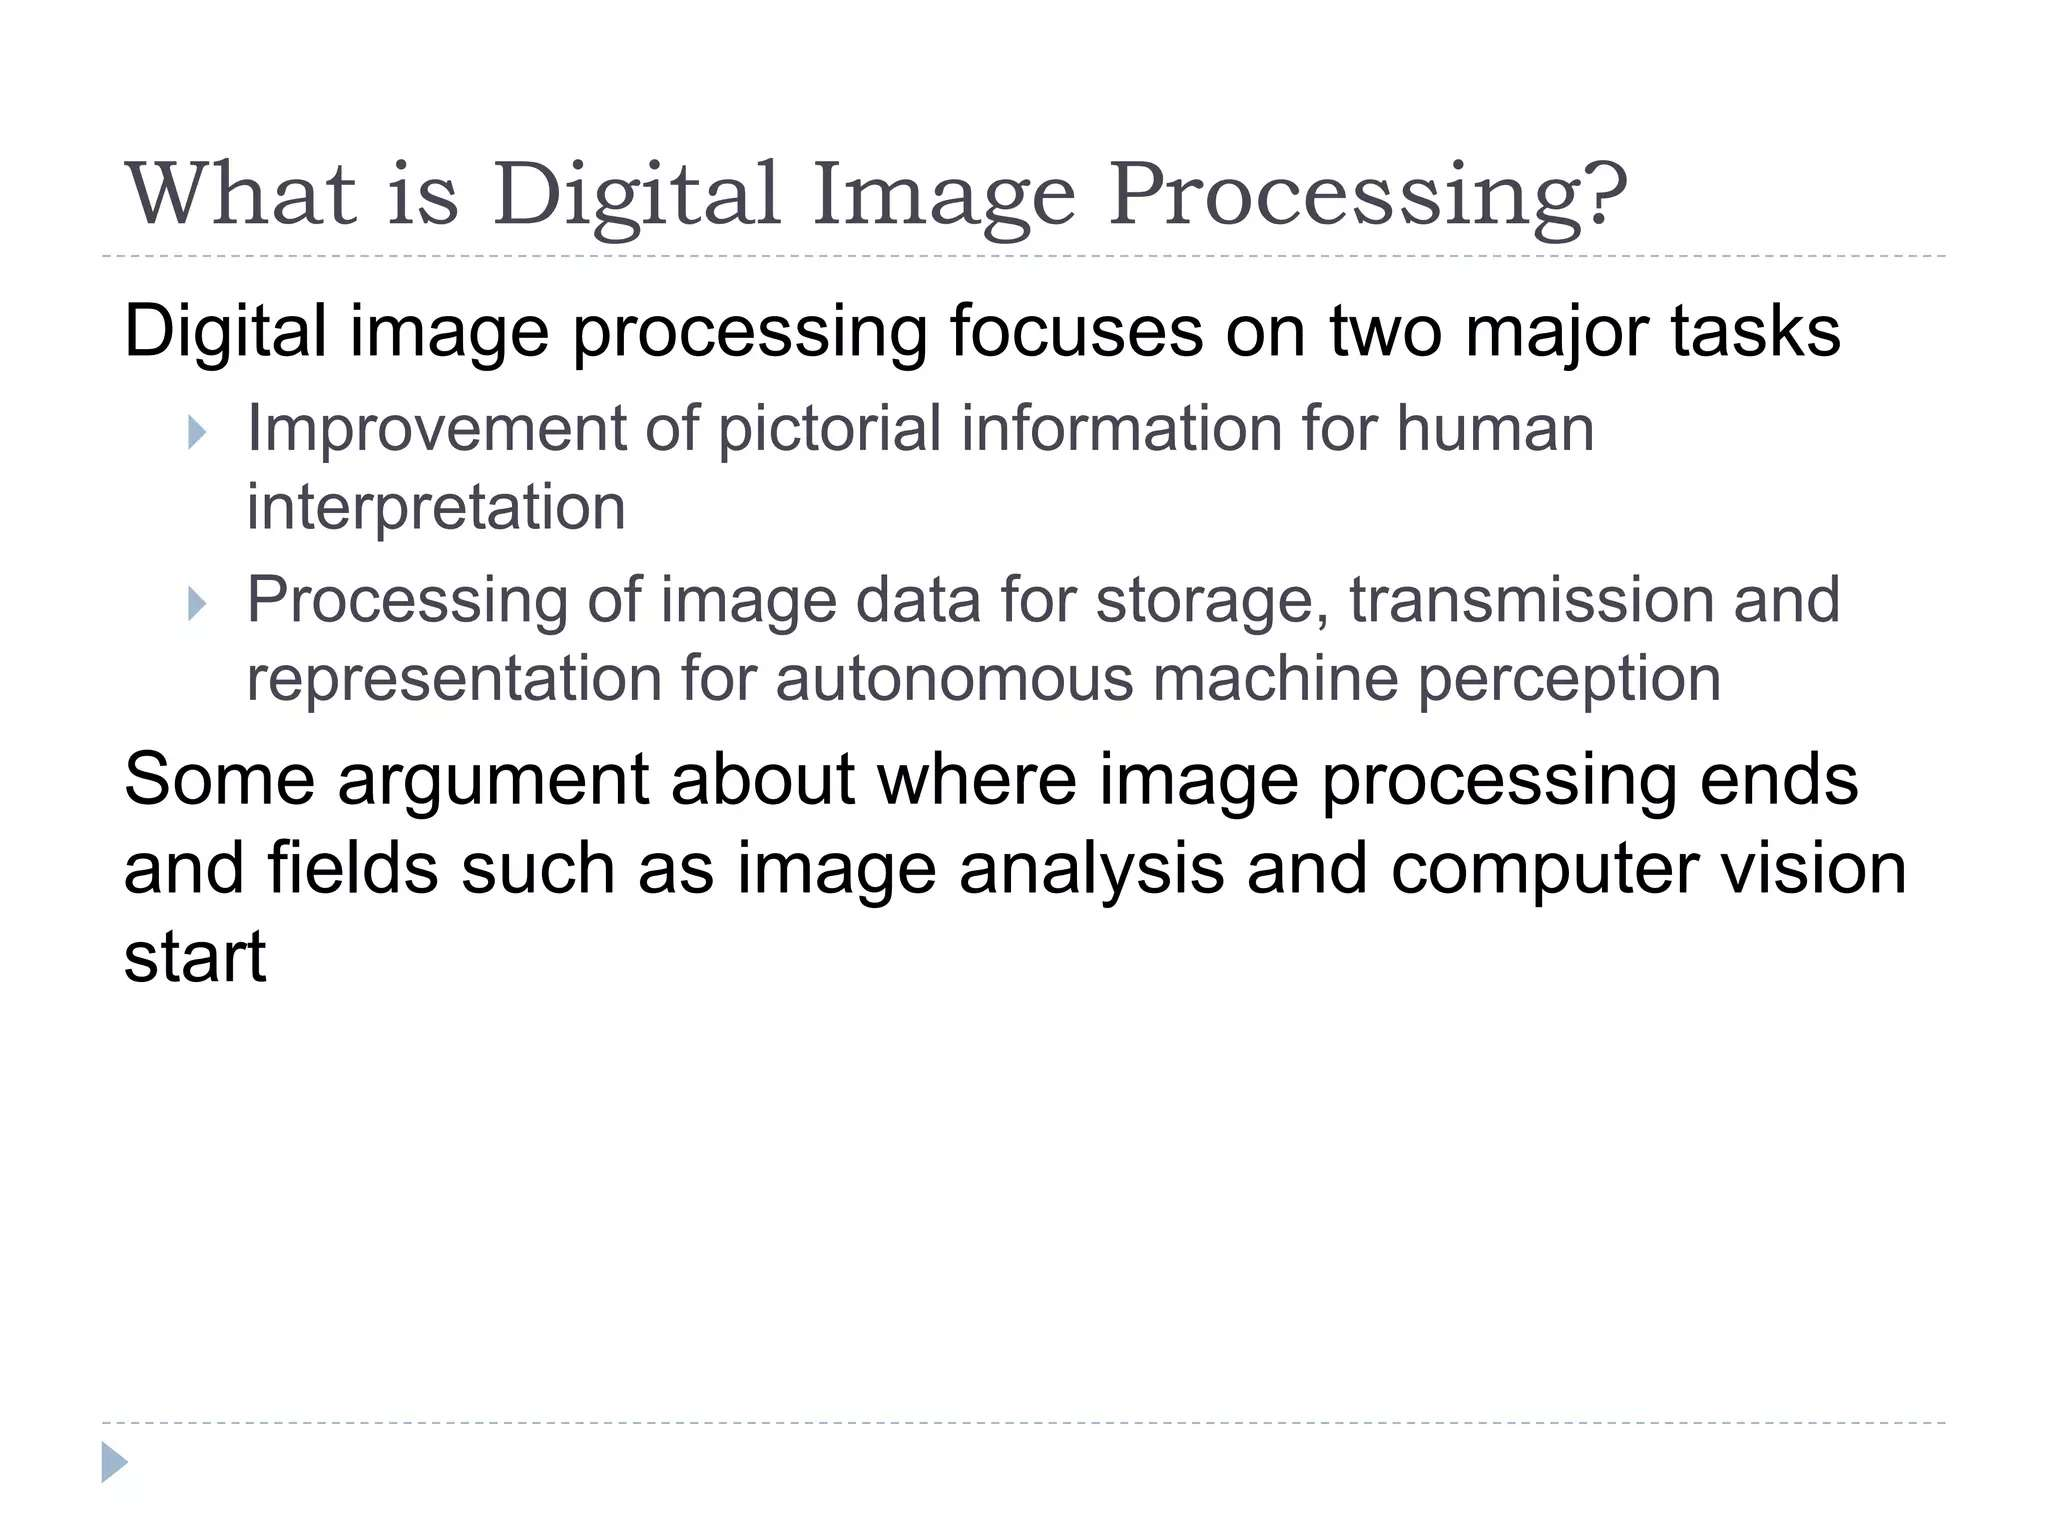 What is Digital Image Processing?
Digital image processing focuses on two major tasks
Improvement of pictorial information for human
interpretation
Processing of image data for storage, transmission and
representation for autonomous machine perception
Some argument about where image processing ends
and fields such as image analysis and computer vision
start